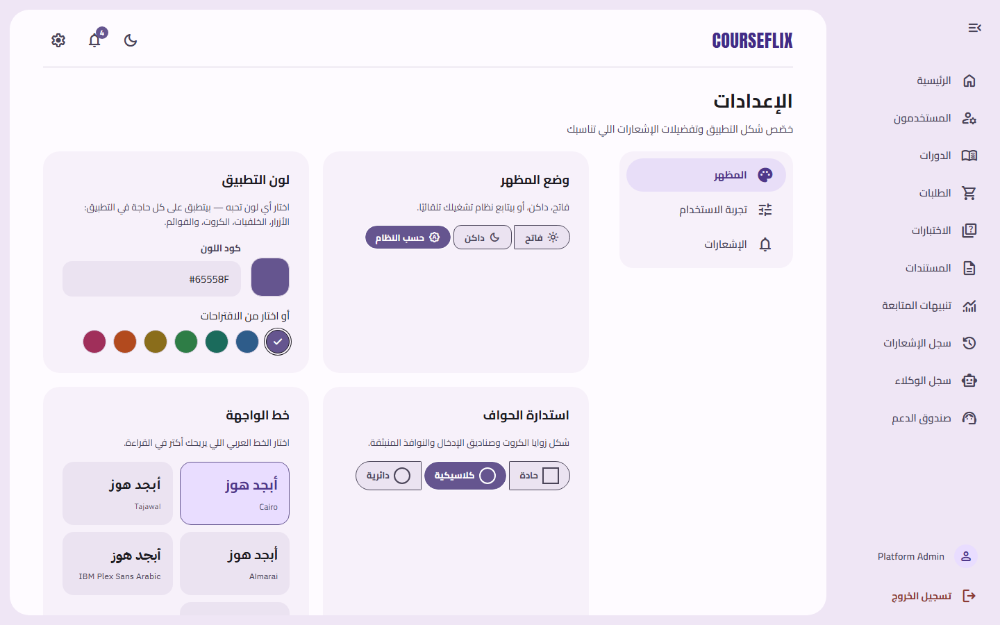 الرئيسية
المستخدمون
الدورات
الطلبات
الاختبارات
المستندات
تنبيهات المتابعة
سجل الإشعارات
سجل الوكلاء
صندوق الدعم
Platform Admin
تسجيل الخروج
COURSEFLIX
4
الإعدادات
خصّص شكل التطبيق وتفضيلات الإشعارات اللي تناسبك
المظهر
تجربة الاستخدام
الإشعارات
وضع المظهر
فاتح، داكن، أو بيتابع نظام تشغيلك تلقائيًا.
فاتح
داكن
حسب النظام
لون التطبيق
اختار أي لون تحبه — بيتطبق على كل حاجة في التطبيق:
الأزرار، الخلفيات، الكروت، والقوائم.
كود اللون
#65558F
أو اختار من الاقتراحات
استدارة الحواف
شكل زوايا الكروت وصناديق الإدخال والنوافذ المنبثقة.
حادة
كلاسيكية
دائرية
خط الواجهة
اختار الخط العربي اللي يريحك أكتر في القراءة.
أبجد هوز
Cairo
أبجد هوز
Tajawal
أبجد هوز
Almarai
أبجد هوز
IBM Plex Sans Arabic